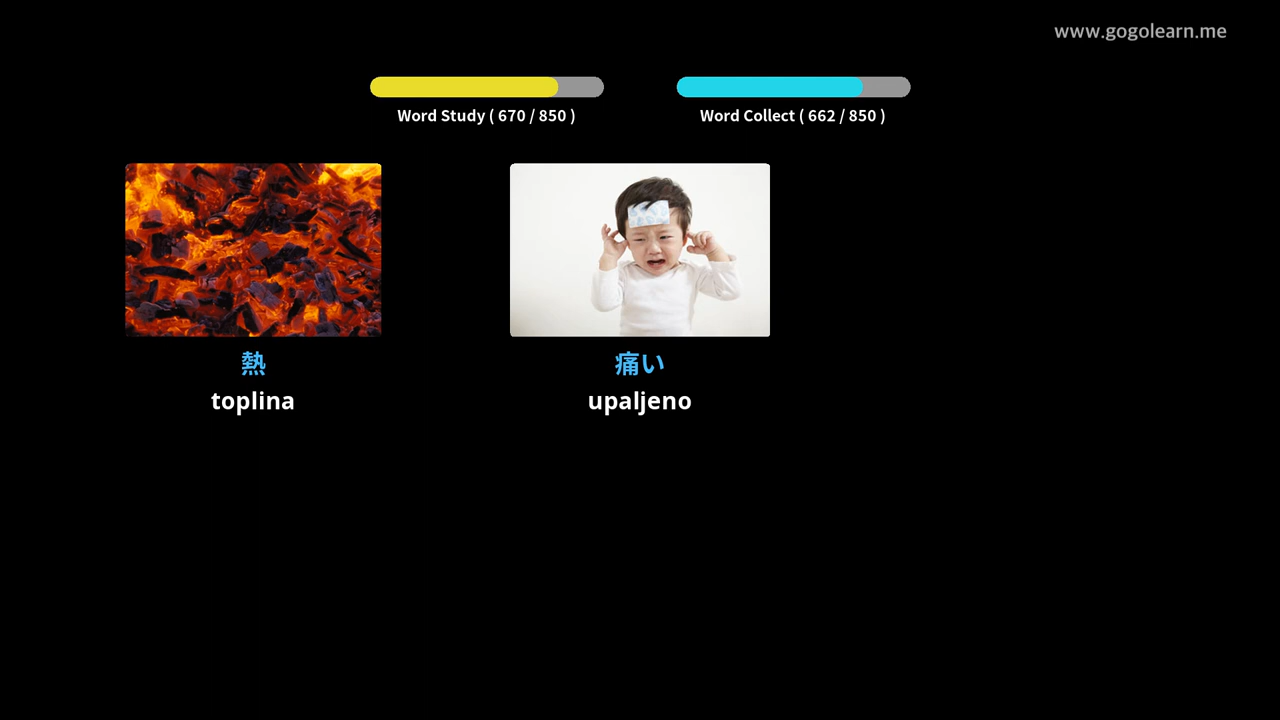 www.gogolearn.me
Word Study ( 670 / 850 )
Word Collect ( 662 / 850 )
熱
toplina
痛い
upaljeno